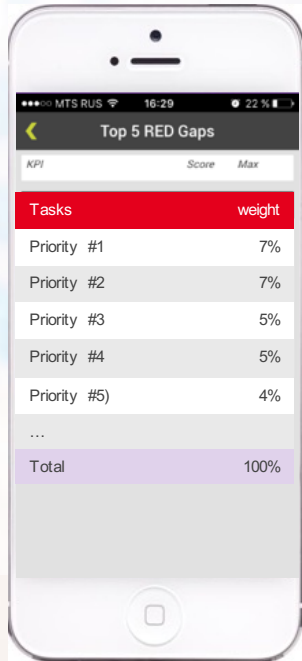 MTS RUS 16:29 22 %
Top 5 RED Gaps
KPI Score Max
Tasks weight
Priority #1 7%
Priority #2 7%
Priority #3 5%
Priority #4 5%
Priority #5) 4%
...
Total 100%